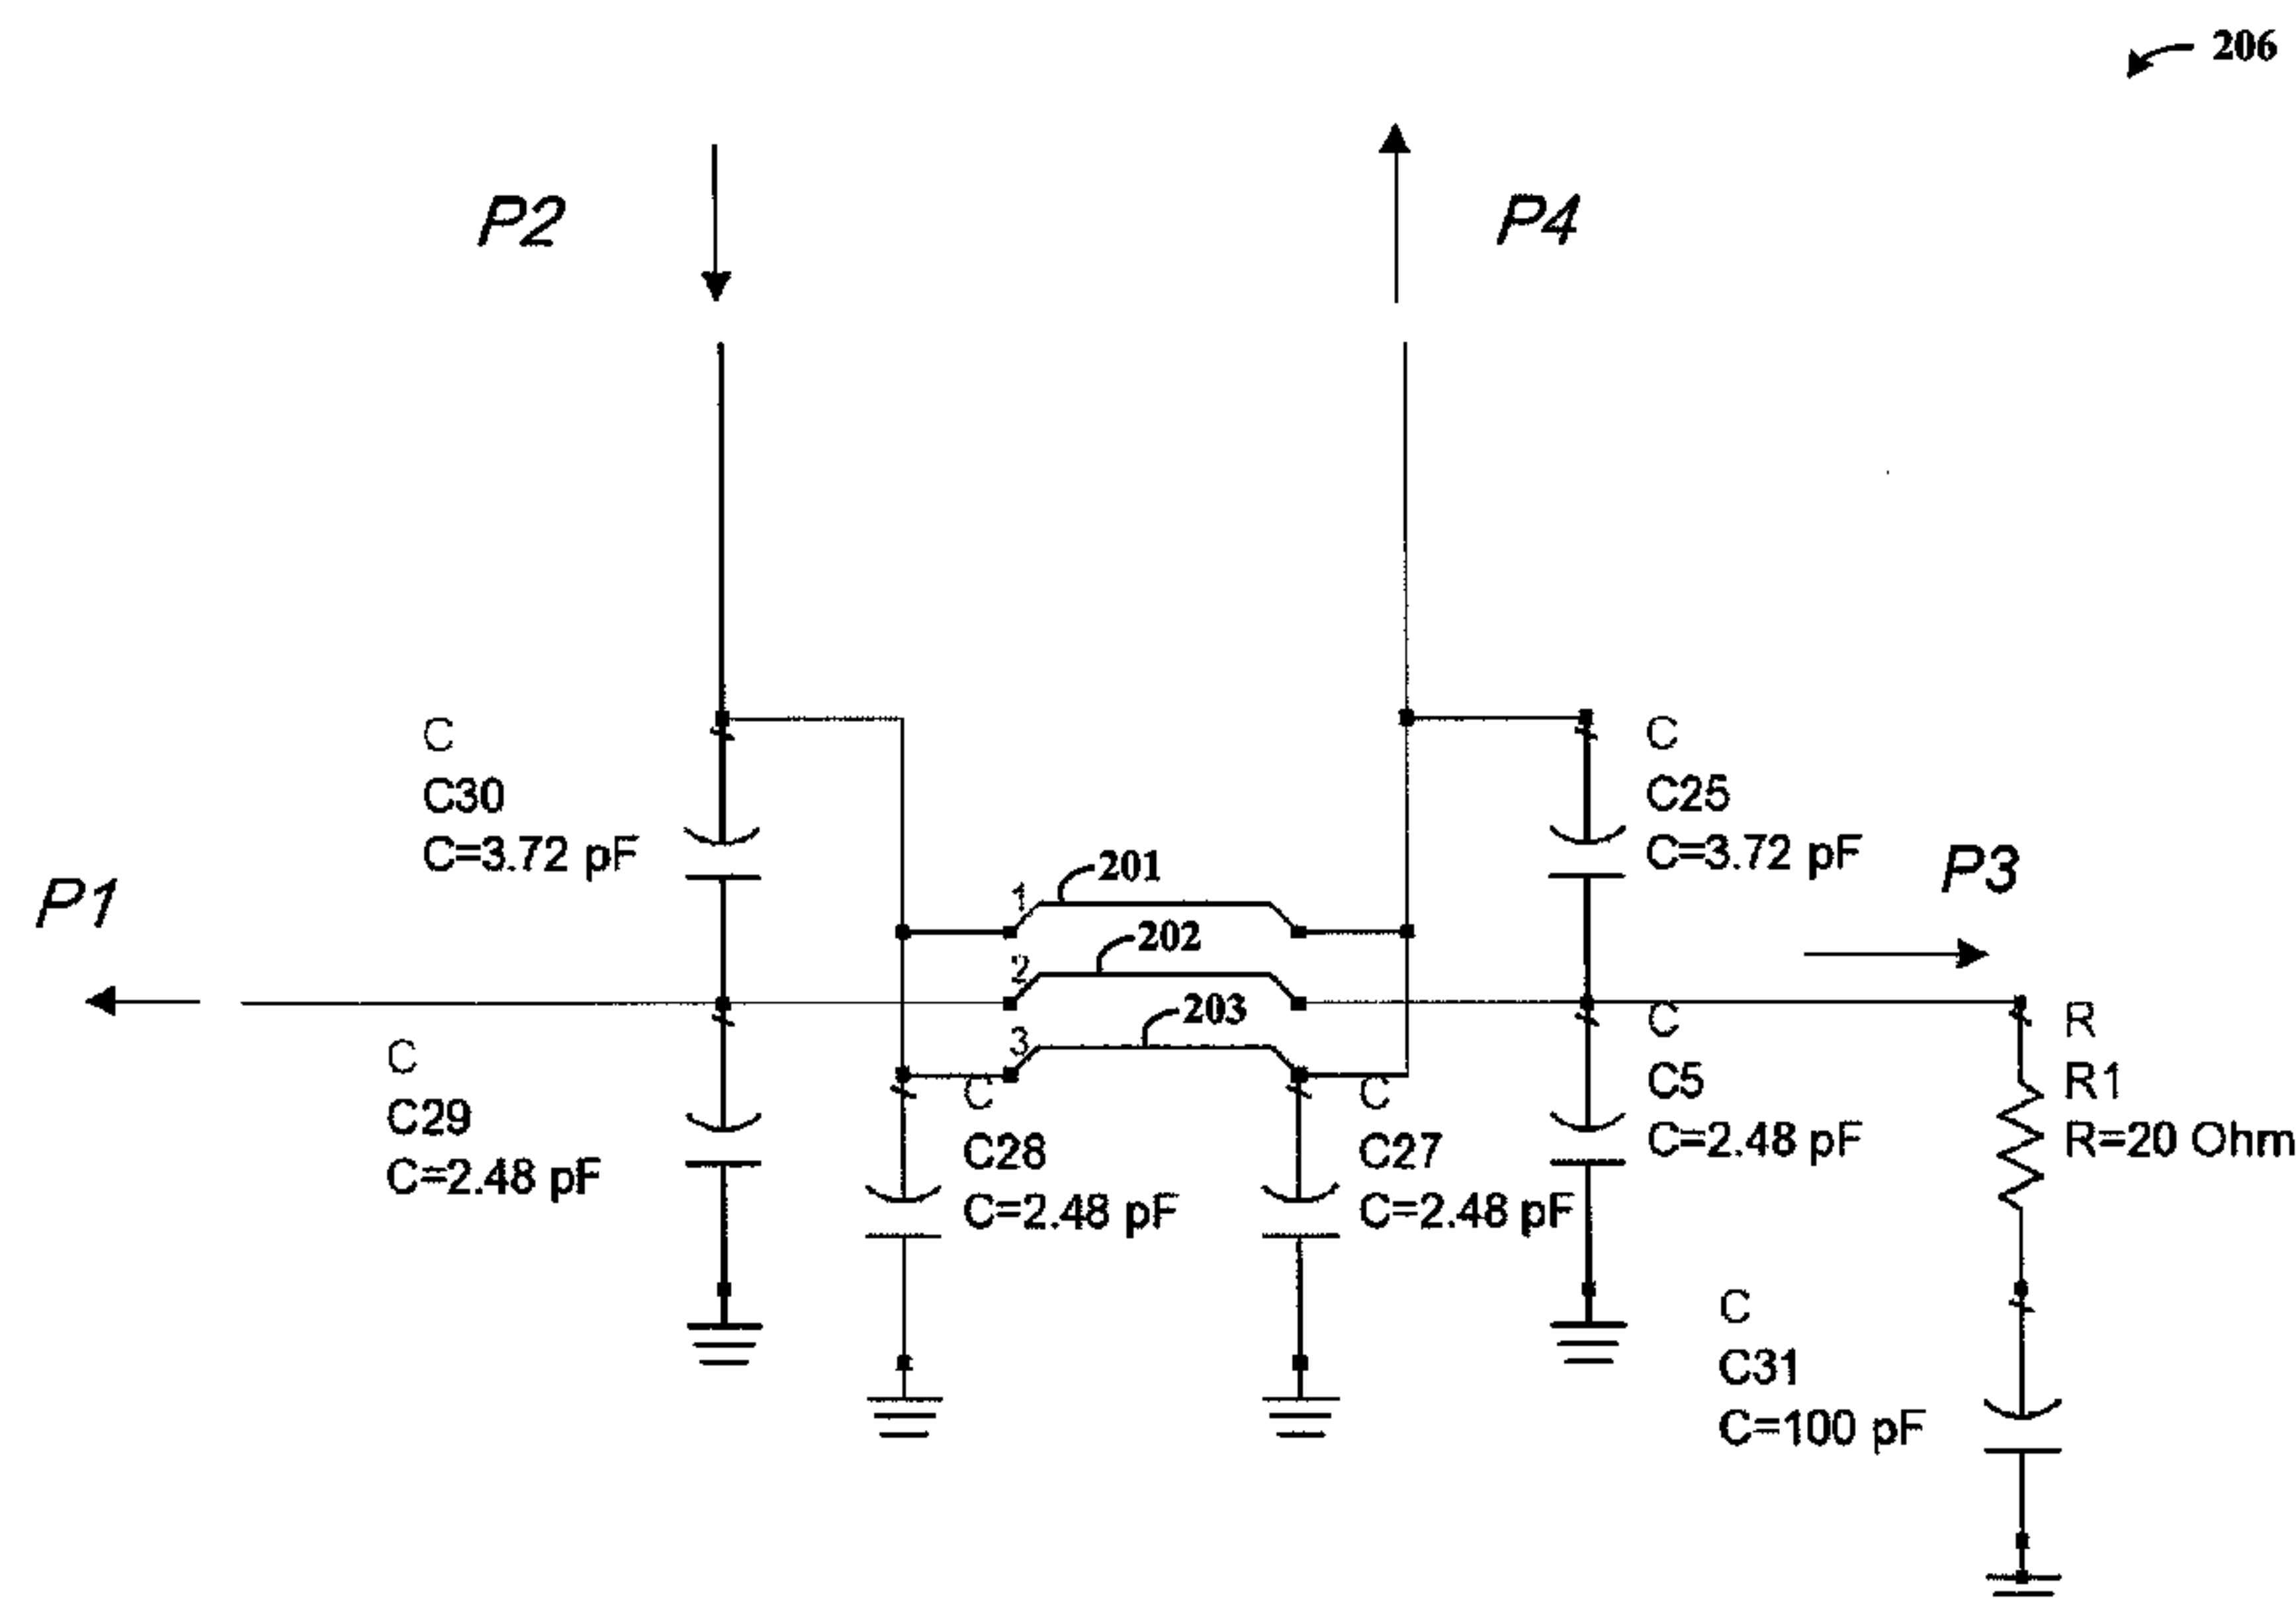 206
P2
P4
C
C30
C=3.72 pF
C
C25
C=3.72 pF
P1
P3
1
201
2
202
3
203
C
C29
C=2.48 pF
C
C28
C=2.48 pF
C
C27
C=2.48 pF
C
C5
C=2.48 pF
R
R1
R=20 Ohm
C
C31
C=100 pF